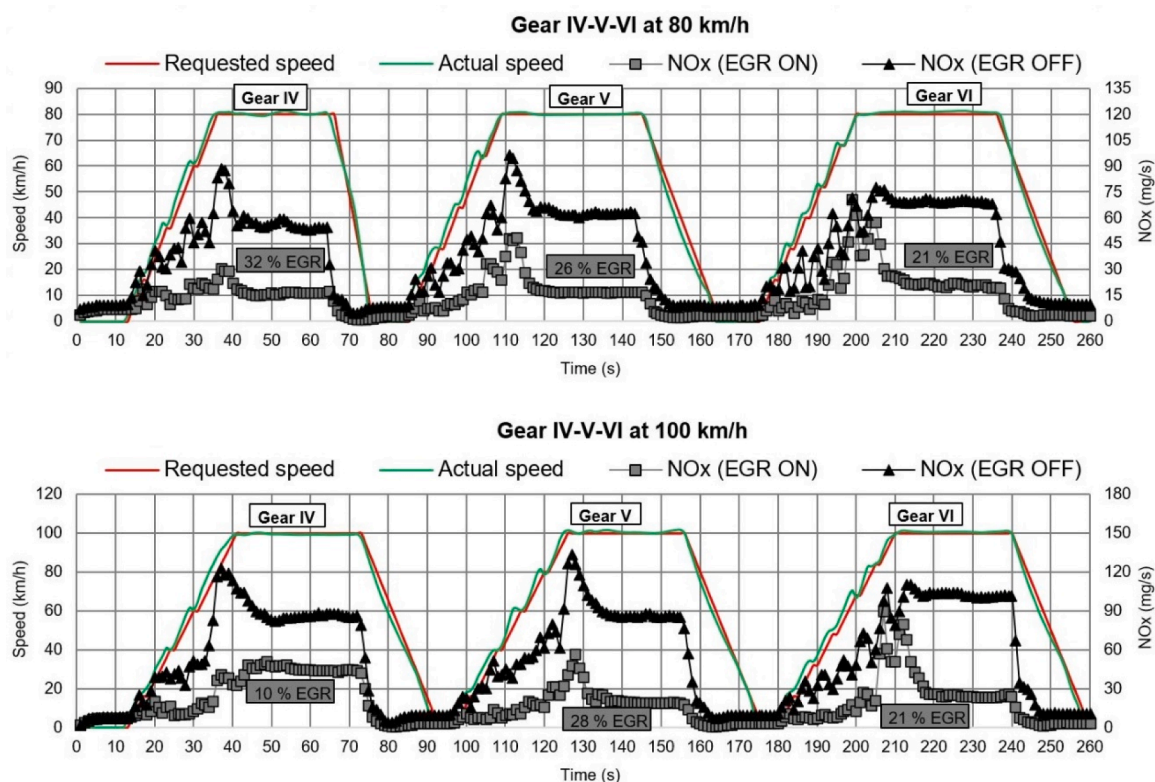 Gear IV-V-VI at 80 km/h
Requested speed Actual speed NOx (EGR ON) NOx (EGR OFF)
90 135
80 120
70 105
60 90
50 75
40 60
30 45
20 30
10 15
0 0
Speed (km/h)
NOx (mg/s)
Gear IV Gear V Gear VI
32 % EGR 26 % EGR 21 % EGR
0 10 20 30 40 50 60 70 80 90 100 110 120 130 140 150 160 170 180 190 200 210 220 230 240 250 260
Time (s)
Gear IV-V-VI at 100 km/h
Requested speed Actual speed NOx (EGR ON) NOx (EGR OFF)
120 180
100 150
80 120
60 90
40 60
20 30
0 0
Speed (km/h)
NOx (mg/s)
Gear IV Gear V Gear VI
10 % EGR 28 % EGR 21 % EGR
0 10 20 30 40 50 60 70 80 90 100 110 120 130 140 150 160 170 180 190 200 210 220 230 240 250 260
Time (s)